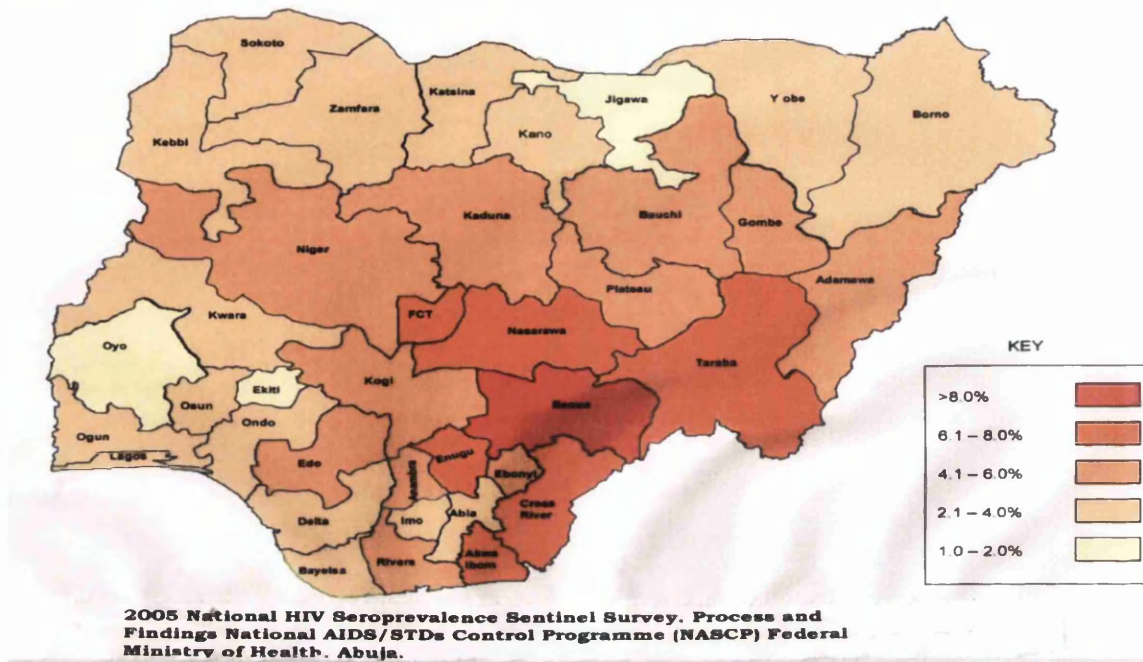 Sokoto
Katsina
Jigawa
Yobe
Borno
Zamfara
Kano
Kebbi
Kaduna
Bauchi
Gombe
Niger
Adamawa
Plateau
FCT
Nasarawa
Kwara
Oyo
Taraba
Kogi
Ekiti
Osun
Benue
Ondo
Ogun
Lagos
Edo
Enugu
Ebonyi
Anambra
Cross
River
Delta
Imo
Abia
Akwa
Ibom
Rivers
Bayelsa
KEY
>8.0%
6.1 – 8.0%
4.1 – 6.0%
2.1 – 4.0%
1.0 – 2.0%
2005 National HIV Seroprevalence Sentinel Survey. Process and
Findings National AIDS/STDs Control Programme (NASCP) Federal
Ministry of Health. Abuja.